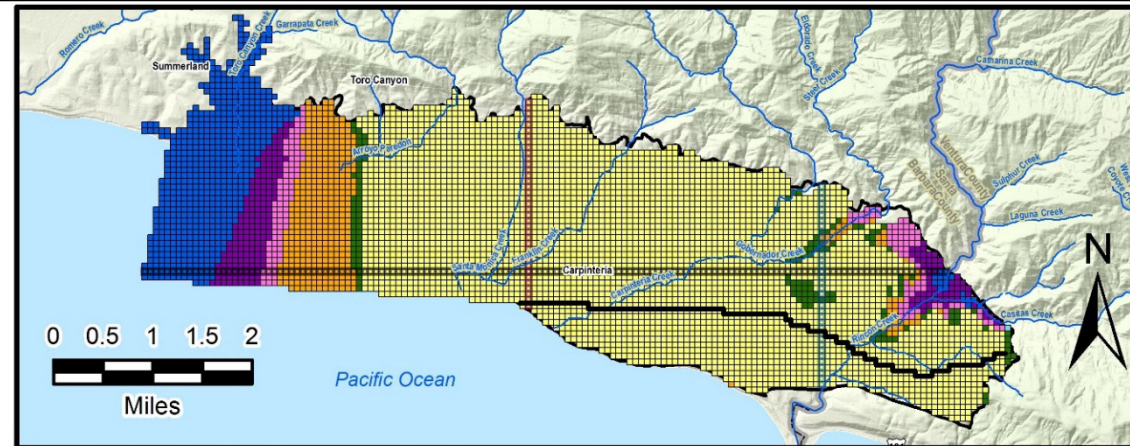 Romero Creek
Garrapata Creek
Toro Canyon Creek
Summerland
Toro Canyon
Arroyo Paredon
Santa Monica Creek
Franklin Creek
Carpinteria
Carpinteria Creek
Gobernador Creek
Eldorado Creek
Steer Creek
Catharina Creek
Ventura County
Santa
Barbara County
Sulphur Creek
Laguna Creek
Coyote Cr
Casitas Creek
Rincon Creek
N
0 0.5 1 1.5 2
Miles
Pacific Ocean